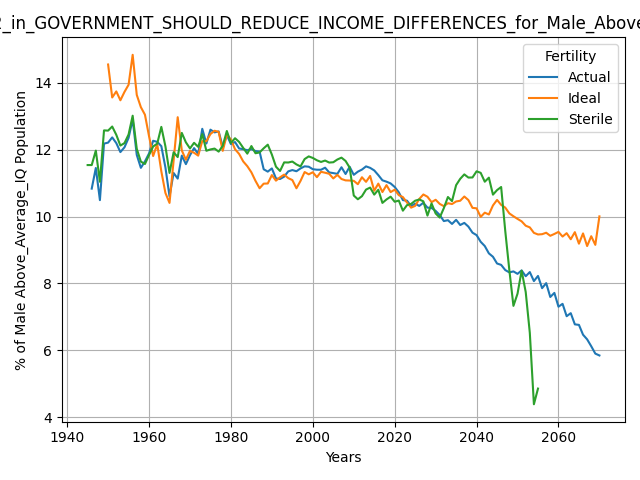 _in_GOVERNMENT_SHOULD_REDUCE_INCOME_DIFFERENCES_for_Male_Above
Fertility
Actual
Ideal
Sterile
% of Male Above_Average_IQ Population
14
12
10
8
6
4
1940 1960 1980 2000 2020 2040 2060
Years